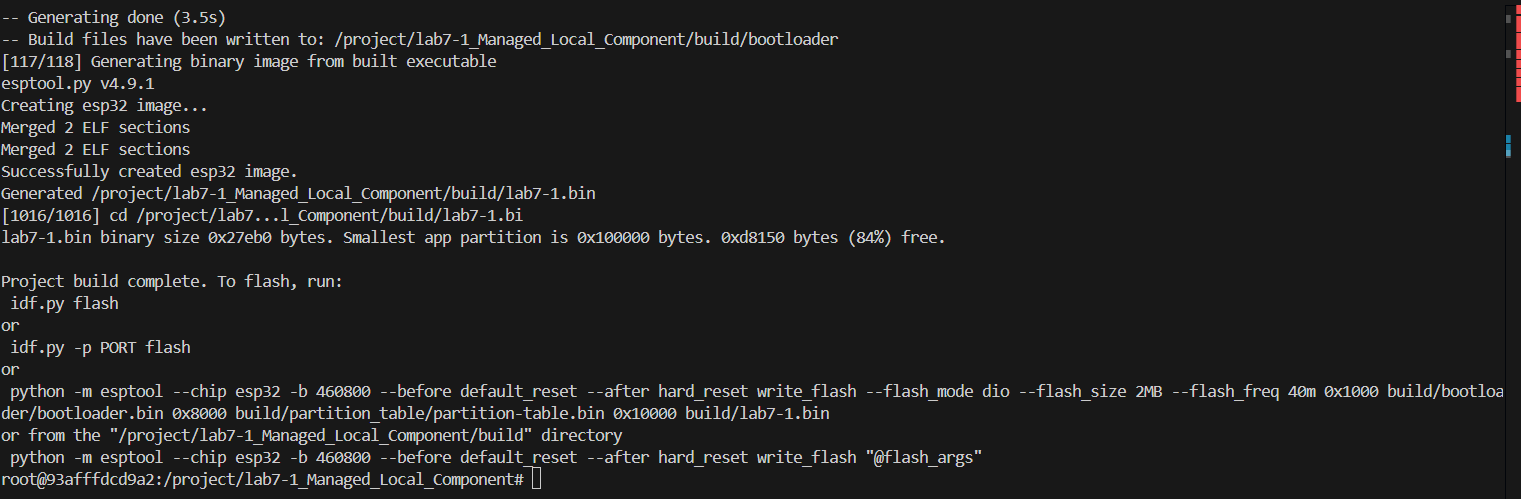 -- Generating done (3.5s)
-- Build files have been written to: /project/lab7-1_Managed_Local_Component/build/bootloader
[117/118] Generating binary image from built executable
esptool.py v4.9.1
Creating esp32 image...
Merged 2 ELF sections
Merged 2 ELF sections
Successfully created esp32 image.
Generated /project/lab7-1_Managed_Local_Component/build/lab7-1.bin
[1016/1016] cd /project/lab7...l_Component/build/lab7-1.bi
lab7-1.bin binary size 0x27eb0 bytes. Smallest app partition is 0x100000 bytes. 0xd8150 bytes (84%) free.

Project build complete. To flash, run:
 idf.py flash
or
 idf.py -p PORT flash
or
 python -m esptool --chip esp32 -b 460800 --before default_reset --after hard_reset write_flash --flash_mode dio --flash_size 2MB --flash_freq 40m 0x1000 build/bootloa
der/bootloader.bin 0x8000 build/partition_table/partition-table.bin 0x10000 build/lab7-1.bin
or from the "/project/lab7-1_Managed_Local_Component/build" directory
 python -m esptool --chip esp32 -b 460800 --before default_reset --after hard_reset write_flash "@flash_args"
root@93afffdcd9a2:/project/lab7-1_Managed_Local_Component#